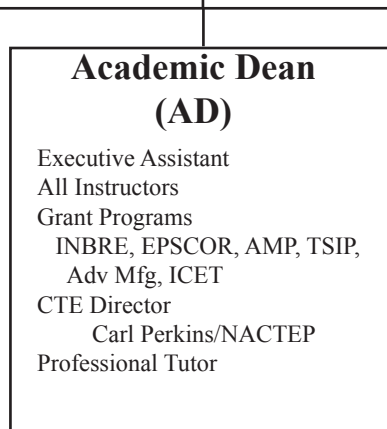 Academic Dean
(AD)
Executive Assistant
All Instructors
Grant Programs
INBRE, EPSCOR, AMP, TSIP,
Adv Mfg, ICET
CTE Director
Carl Perkins/NACTEP
Professional Tutor